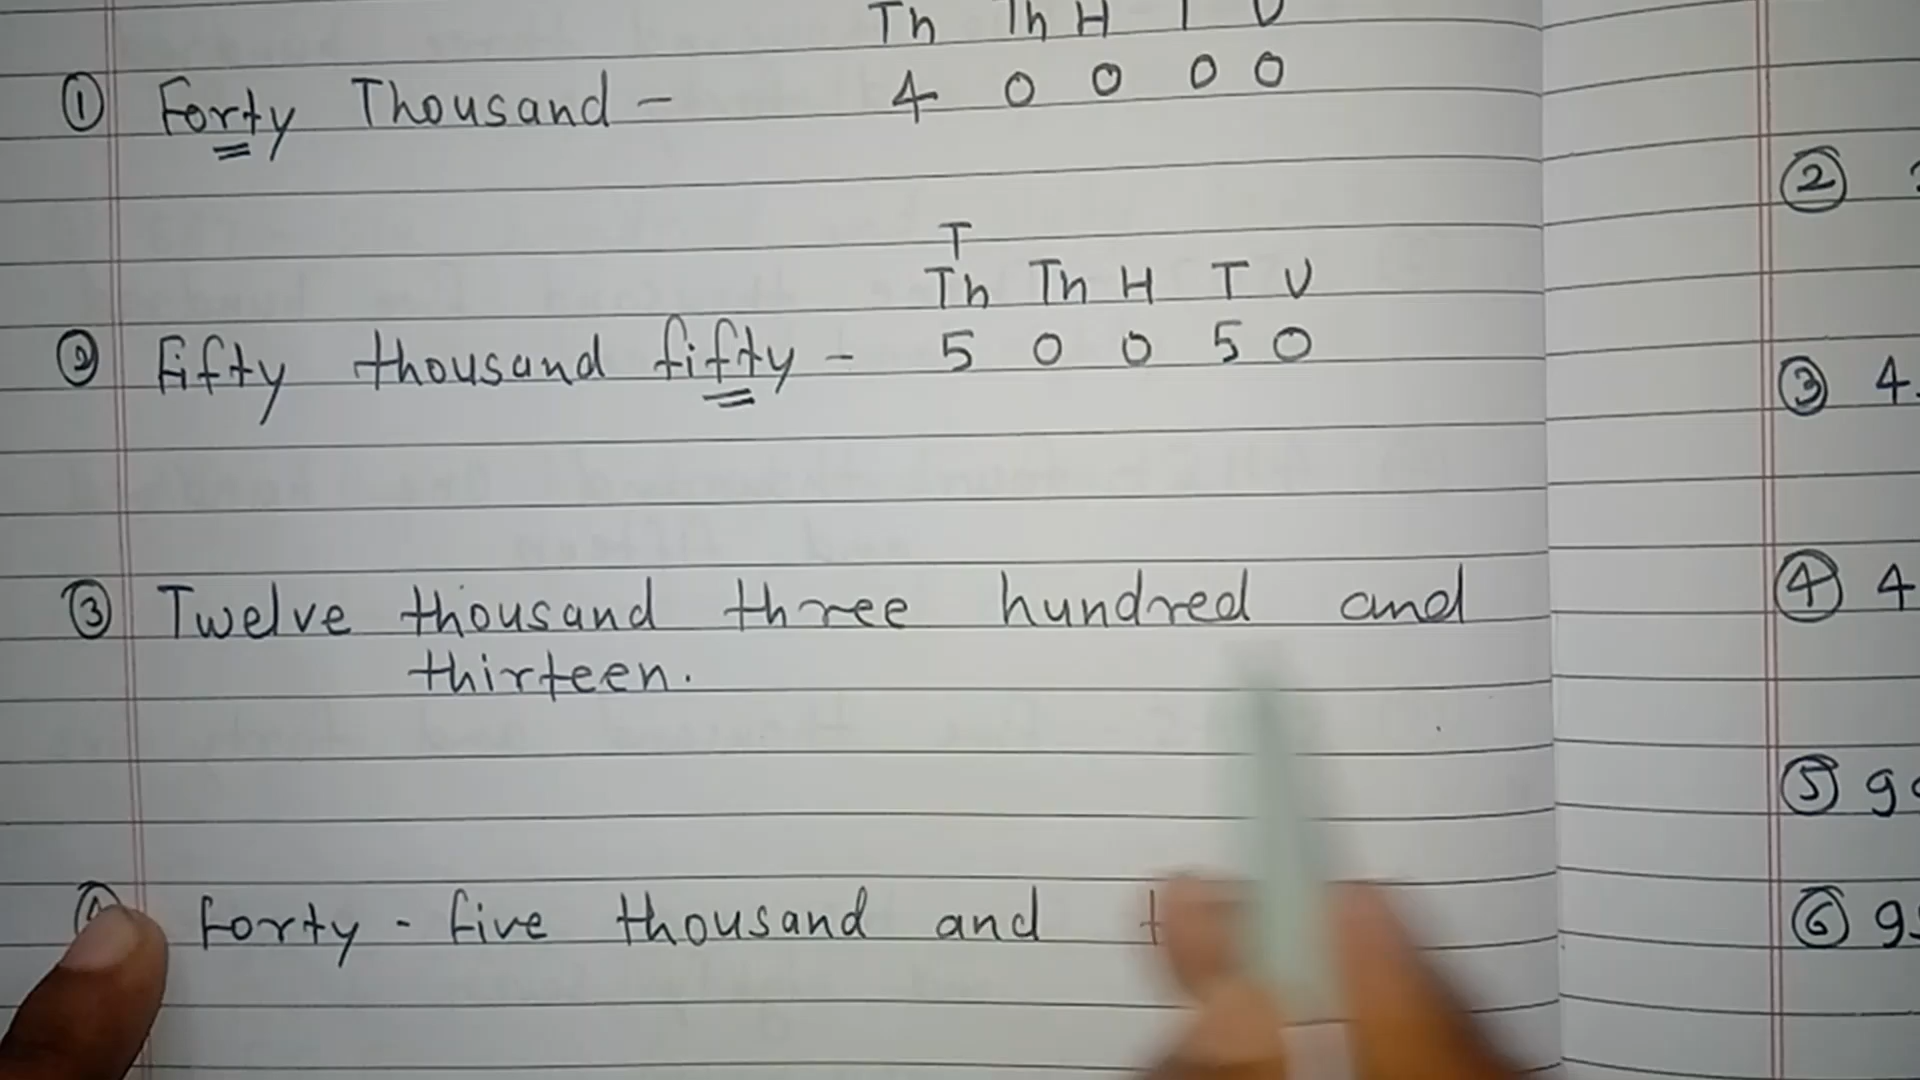 Th Th H T U
① Forty Thousand - 4 0 0 0 0
T
Th Th H T U
② Fifty thousand fifty - 5 0 0 5 0
③ Twelve thousand three hundred and
thirteen.
Forty-five thousand and
②
③ 4
④ 4
⑤ 9
⑥ 9